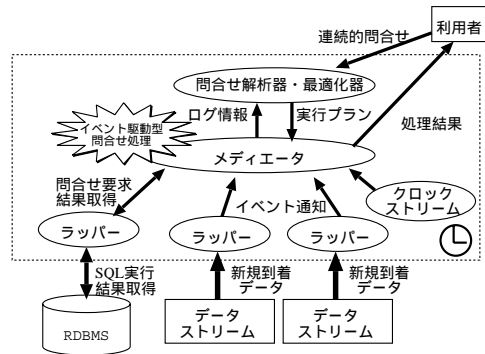 連続的問合せ
利用者
問合せ解析器・最適化器
ログ情報
実行プラン
イベント駆動型
問合せ処理
処理結果
メディエータ
問合せ要求
結果取得
イベント通知
クロック
ストリーム
ラッパー
ラッパー
ラッパー
SQL実行
結果取得
新規到着
データ
新規到着
データ
RDBMS
データ
ストリーム
データ
ストリーム